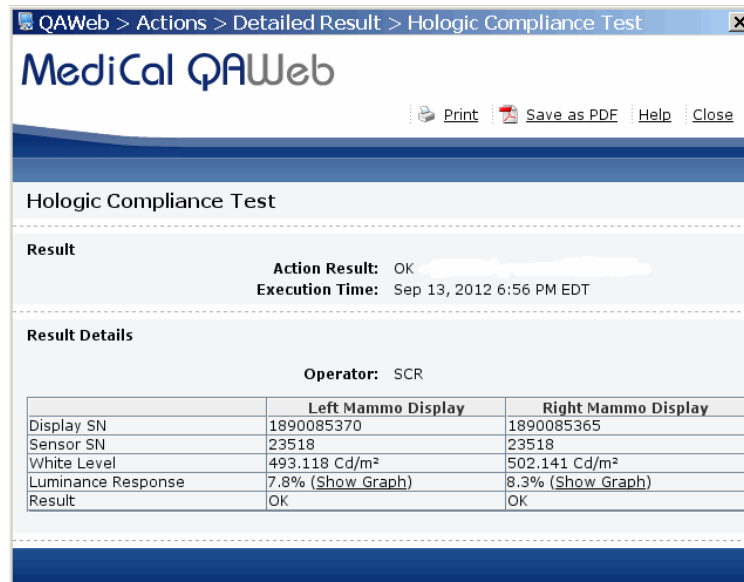 QAWeb > Actions > Detailed Result > Hologic Compliance Test
MediCal QAWeb
Print Save as PDF Help Close
Hologic Compliance Test
Result
Action Result: OK
Execution Time: Sep 13, 2012 6:56 PM EDT
Result Details
Operator: SCR
Left Mammo Display Right Mammo Display
Display SN 1890085370 1890085365
Sensor SN 23518 23518
White Level 493.118 Cd/m² 502.141 Cd/m²
Luminance Response 7.8% (Show Graph) 8.3% (Show Graph)
Result OK OK